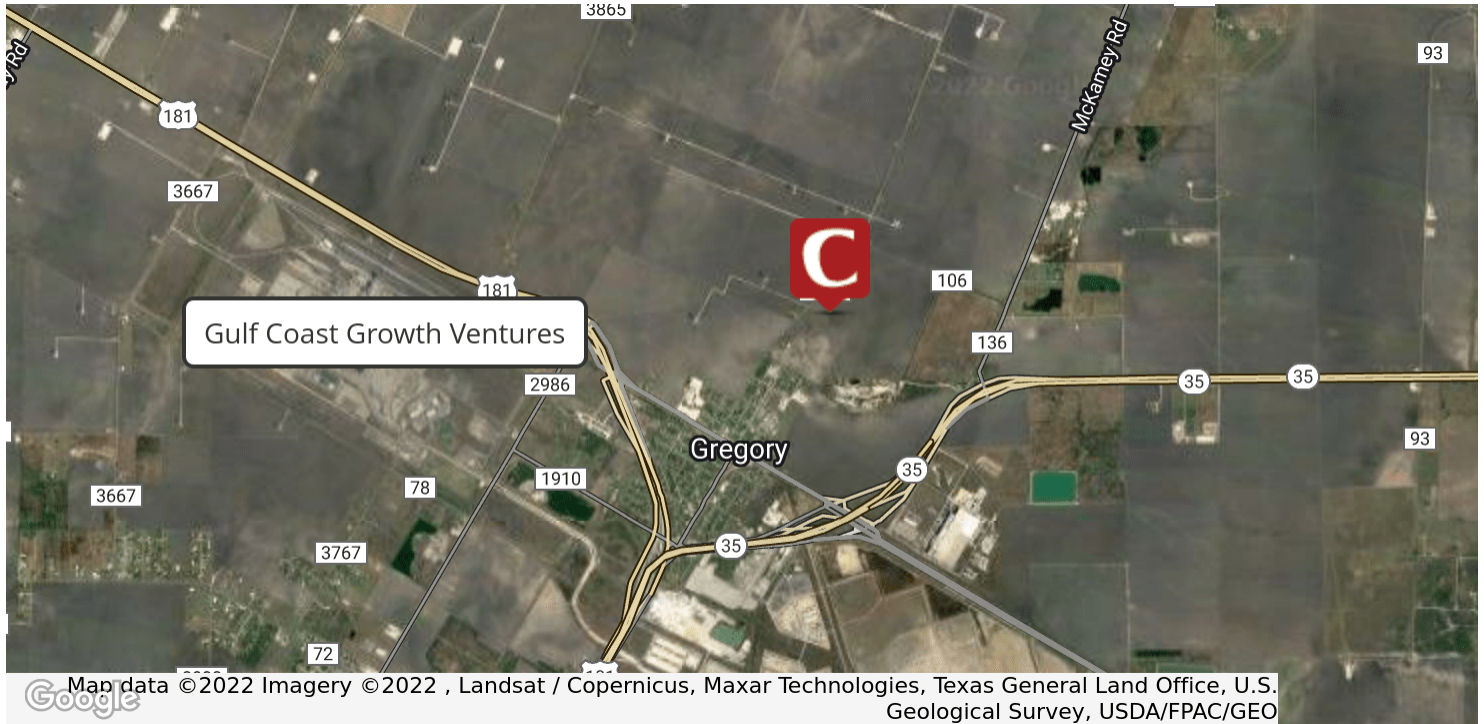 3865
93
McKamey Rd
y Rd
181
3667
C
106
181
Gulf Coast Growth Ventures
136
2986
35
35
Gregory
93
35
1910
78
3667
35
3767
72
Google
Map data ©2022 Imagery ©2022 , Landsat / Copernicus, Maxar Technologies, Texas General Land Office, U.S.
Geological Survey, USDA/FPAC/GEO